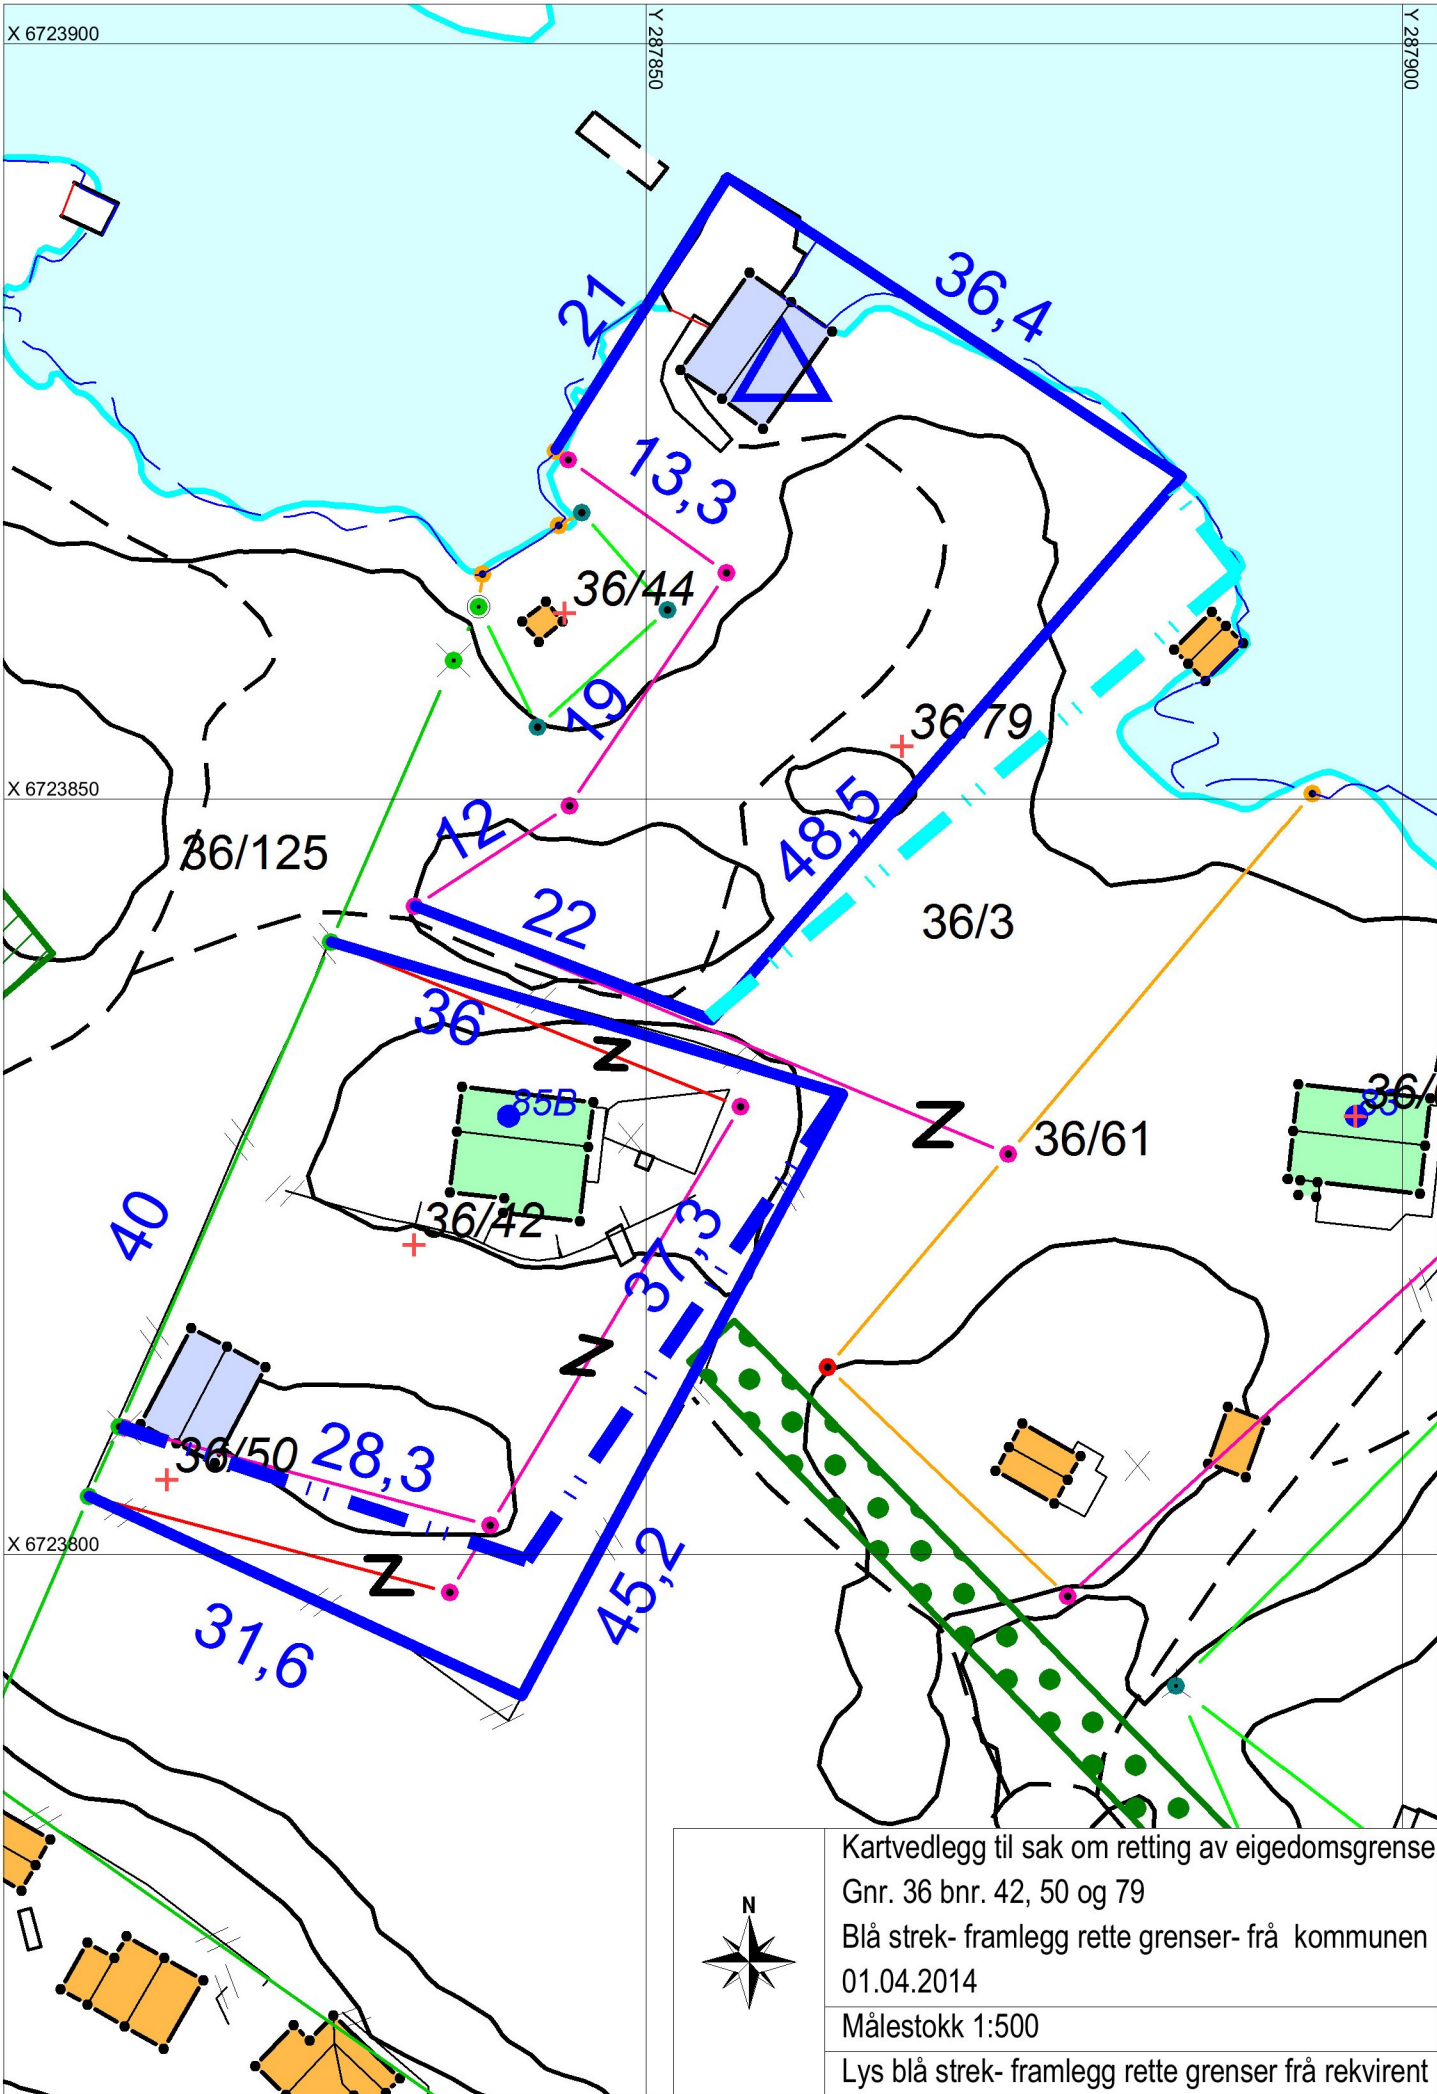 X 6723900
Y 287850
Y 287900
21
36,4
13,3
36/44
19
36/79
X 6723850
12
48,5
36/125
22
36/3
36
Z
85B
83
36/
Z
36/61
40
36/42
37,3
Z
28,3
36/50
X 6723800
Z
45,2
31,6
Kartvedlegg til sak om retting av eigedomsgrense
Gnr. 36 bnr. 42, 50 og 79
N
Blå strek- framlegg rette grenser- frå kommunen
01.04.2014
Målestokk 1:500
Lys blå strek- framlegg rette grenser frå rekvirent